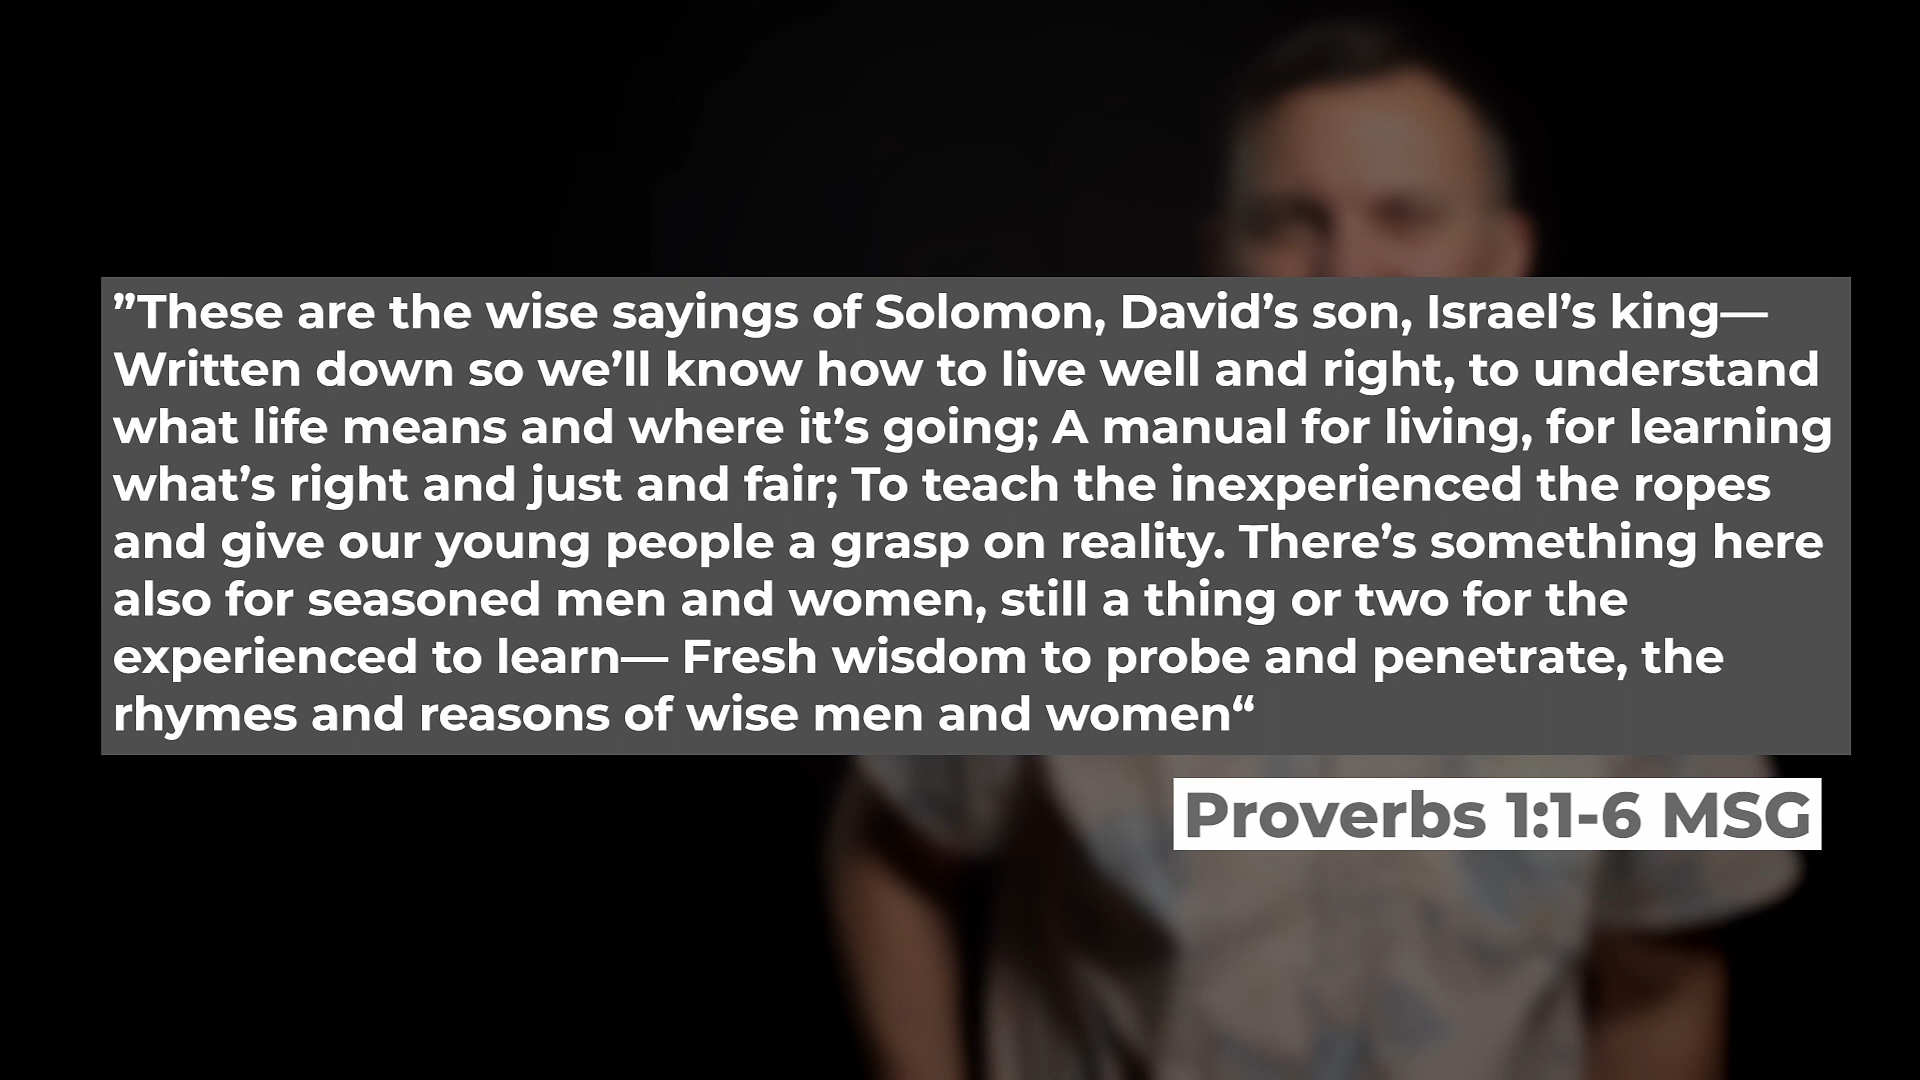 ”These are the wise sayings of Solomon, David’s son, Israel’s king—
Written down so we’ll know how to live well and right, to understand
what life means and where it’s going; A manual for living, for learning
what’s right and just and fair; To teach the inexperienced the ropes
and give our young people a grasp on reality. There’s something here
also for seasoned men and women, still a thing or two for the
experienced to learn— Fresh wisdom to probe and penetrate, the
rhymes and reasons of wise men and women“
Proverbs 1:1-6 MSG